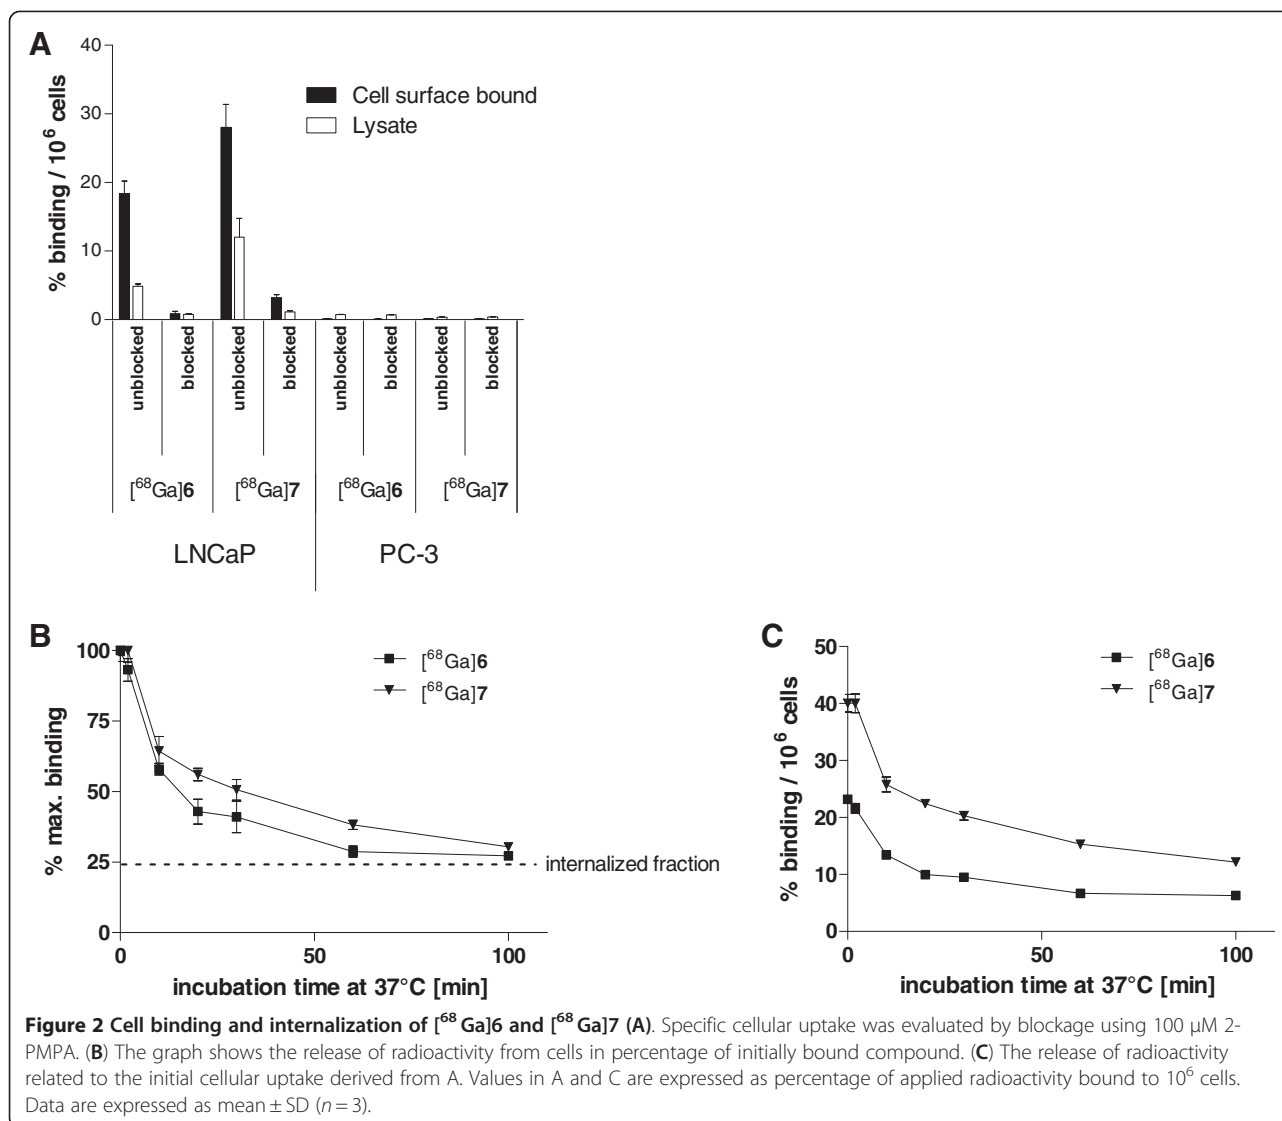 A
40
30
20
10
0
% binding / 10⁶ cells
Cell surface bound
Lysate
unblocked
blocked
unblocked
blocked
unblocked
blocked
unblocked
blocked
[⁶⁸Ga]6
[⁶⁸Ga]7
[⁶⁸Ga]6
[⁶⁸Ga]7
LNCaP
PC-3
B
100
75
50
25
0
% max. binding
[⁶⁸Ga]6
[⁶⁸Ga]7
internalized fraction
0
50
100
incubation time at 37°C [min]
C
50
40
30
20
10
0
% binding / 10⁶ cells
[⁶⁸Ga]6
[⁶⁸Ga]7
0
50
100
incubation time at 37°C [min]
Figure 2 Cell binding and internalization of [⁶⁸ Ga]6 and [⁶⁸ Ga]7 (A). Specific cellular uptake was evaluated by blockage using 100 µM 2-
PMPA. (B) The graph shows the release of radioactivity from cells in percentage of initially bound compound. (C) The release of radioactivity
related to the initial cellular uptake derived from A. Values in A and C are expressed as percentage of applied radioactivity bound to 10⁶ cells.
Data are expressed as mean ± SD (n = 3).